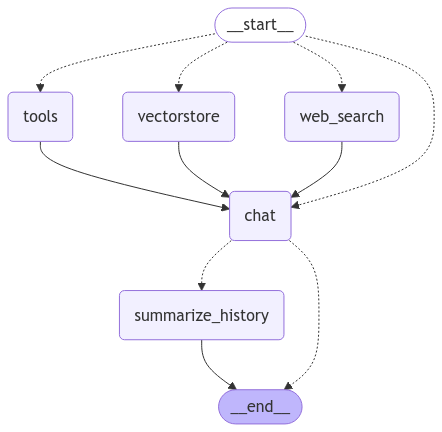 __start__
tools
vectorstore
web_search
chat
summarize_history
__end__